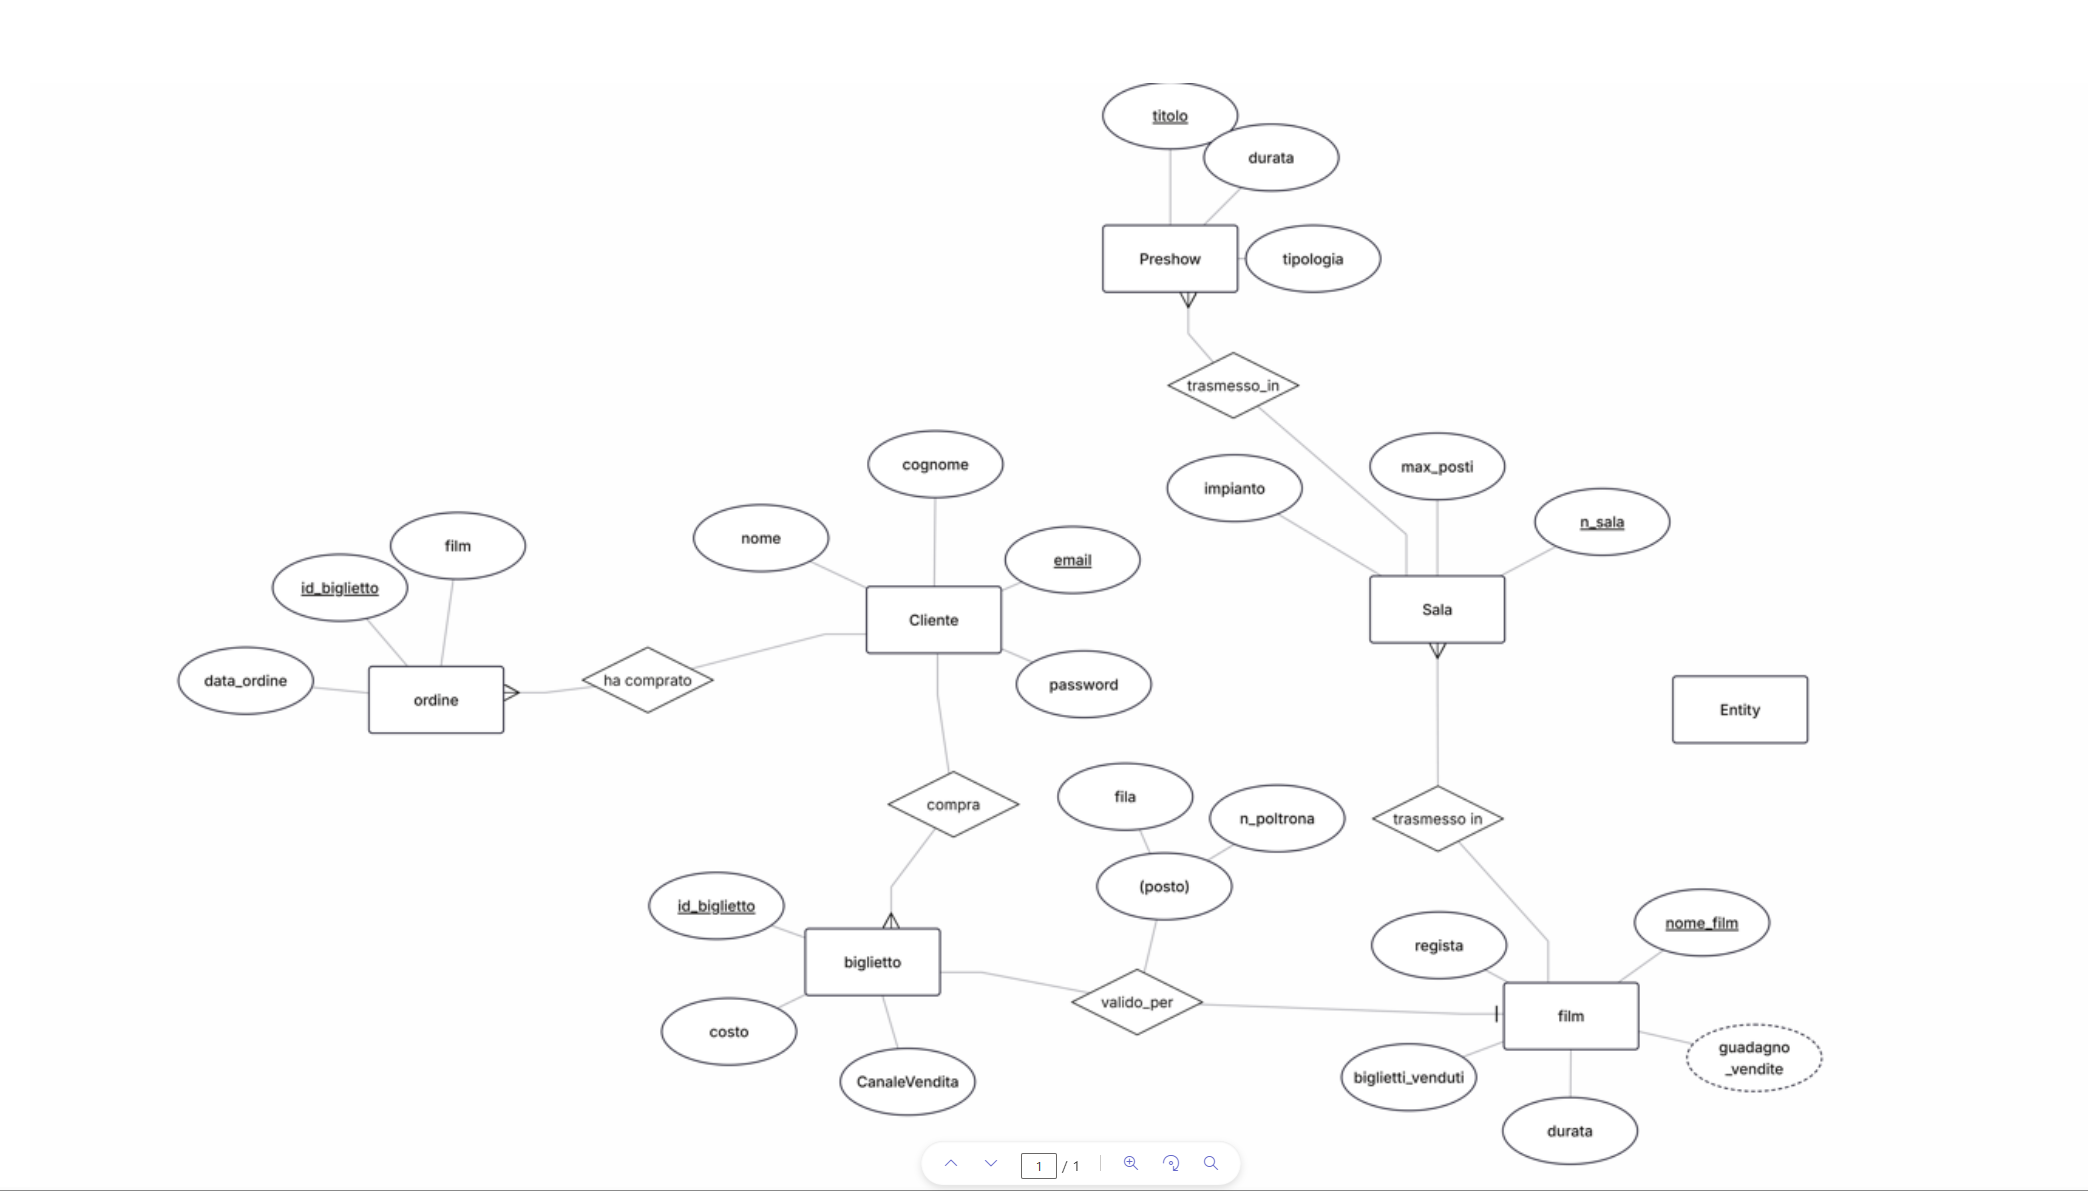 titolo
durata
Preshow
tipologia
trasmesso_in
cognome
max_posti
impianto
n_sala
nome
film
email
id_biglietto
Sala
Cliente
data_ordine
ha comprato
password
ordine
Entity
fila
compra
n_poltrona
trasmesso in
(posto)
id_biglietto
nome_film
regista
biglietto
valido_per
film
costo
guadagno
_vendite
biglietti_venduti
CanaleVendita
durata
1 / 1